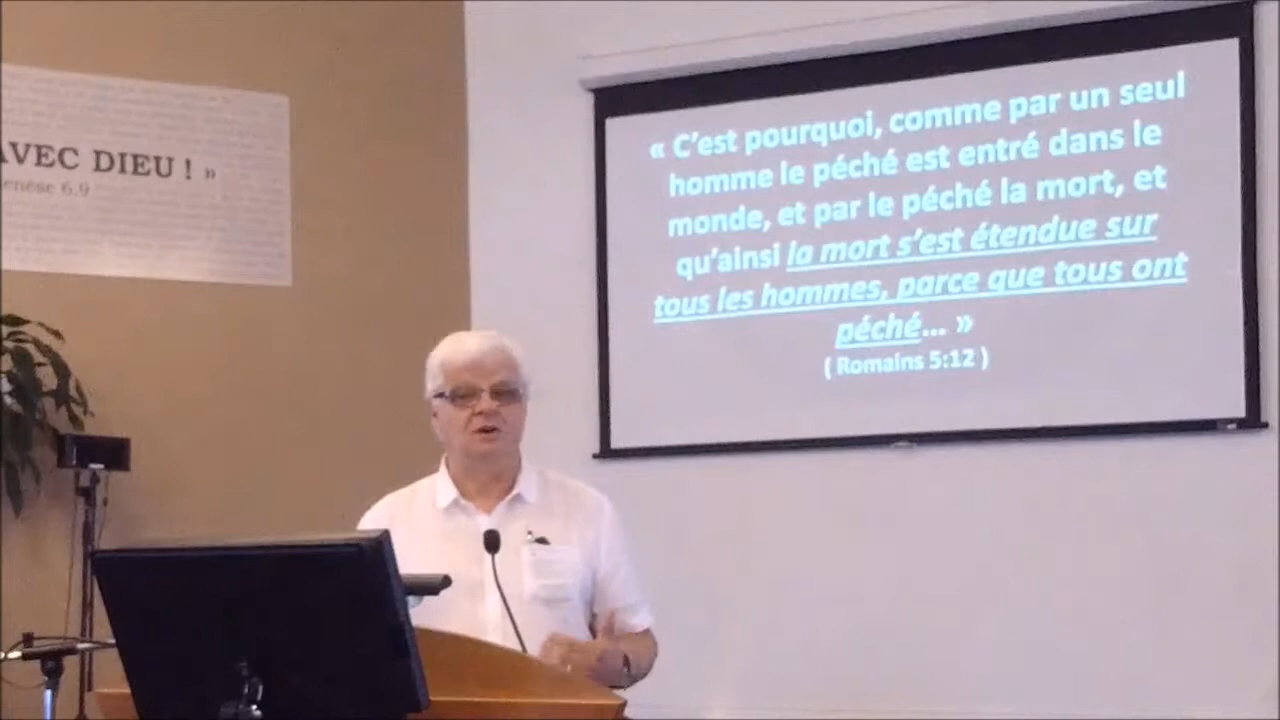 AVEC DIEU ! »
enèse 6.9
« C’est pourquoi, comme par un seul
homme le péché est entré dans le
monde, et par le péché la mort, et
qu’ainsi la mort s’est étendue sur
tous les hommes, parce que tous ont
péché... »
( Romains 5:12 )